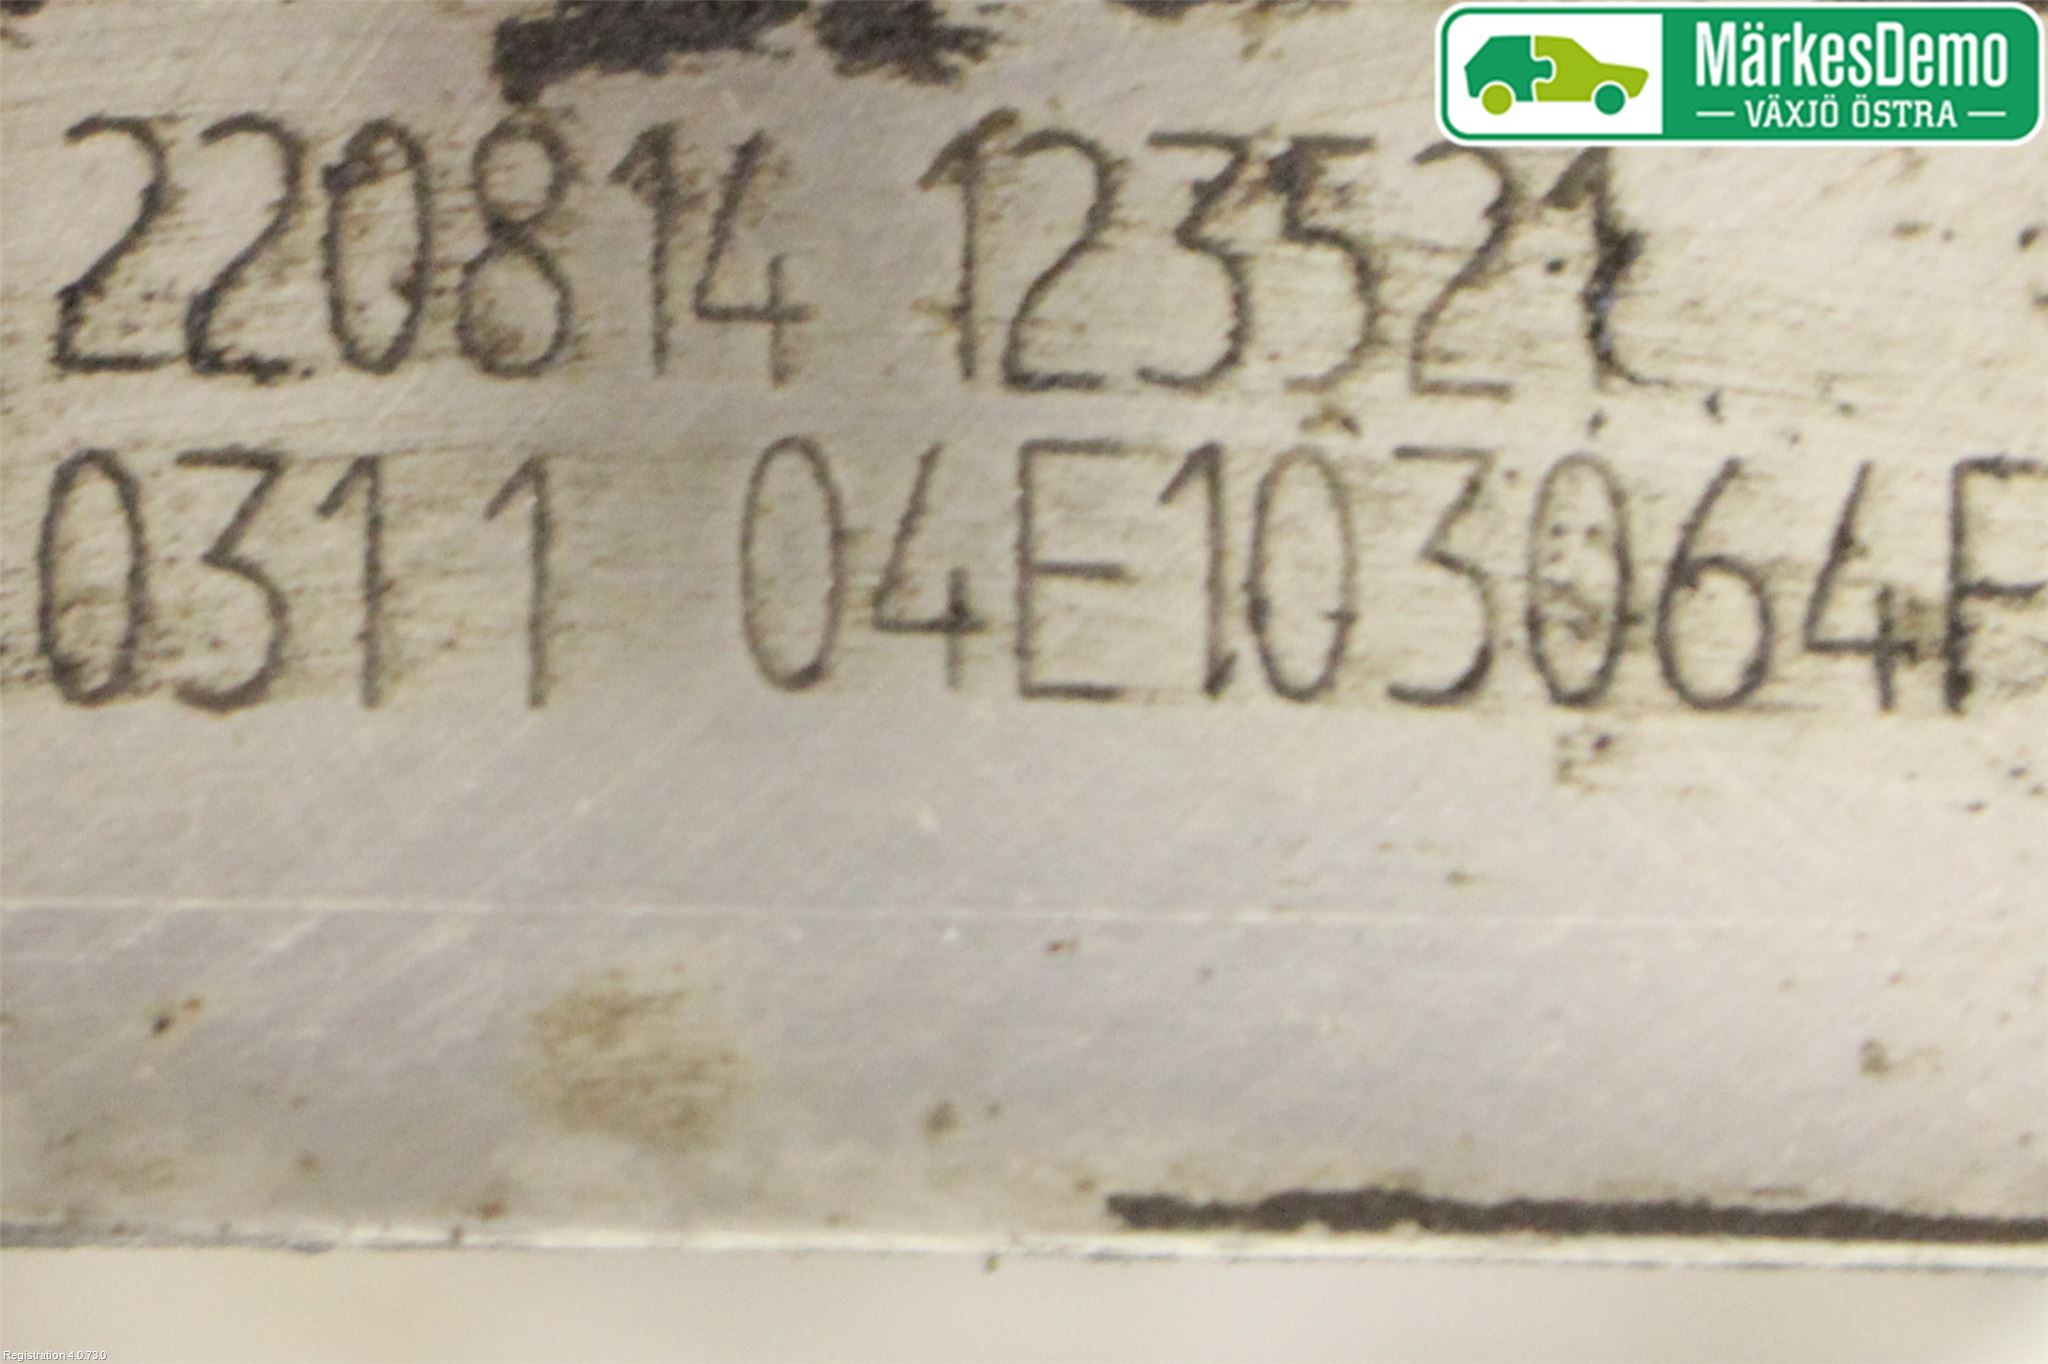 MärkesDemo
VÄXJÖ ÖSTRA
220814 123521
0311 04E103064F
Registration 4.0.73.0